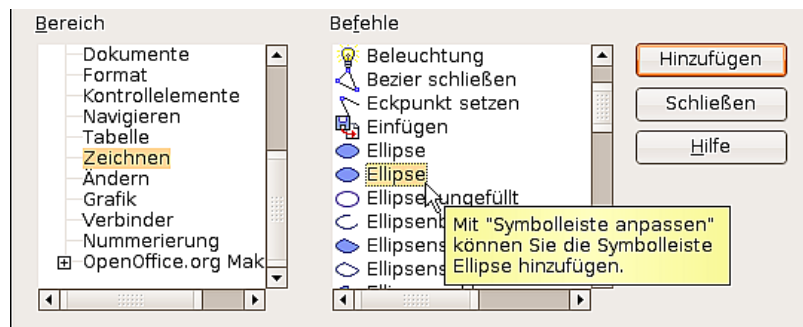 Bereich
Dokumente
Format
Kontrollelemente
Navigieren
Tabelle
Zeichnen
Ändern
Grafik
Verbinder
Nummerierung
OpenOffice.org Mak
Befehle
Beleuchtung
Bezier schließen
Eckpunkt setzen
Einfügen
Ellipse
Ellipse
Ellipse, ungefüllt
Ellipsen
Ellipsens
Ellipsens
Mit "Symbolleiste anpassen"
können Sie die Symbolleiste
Ellipse hinzufügen.
Hinzufügen
Schließen
Hilfe